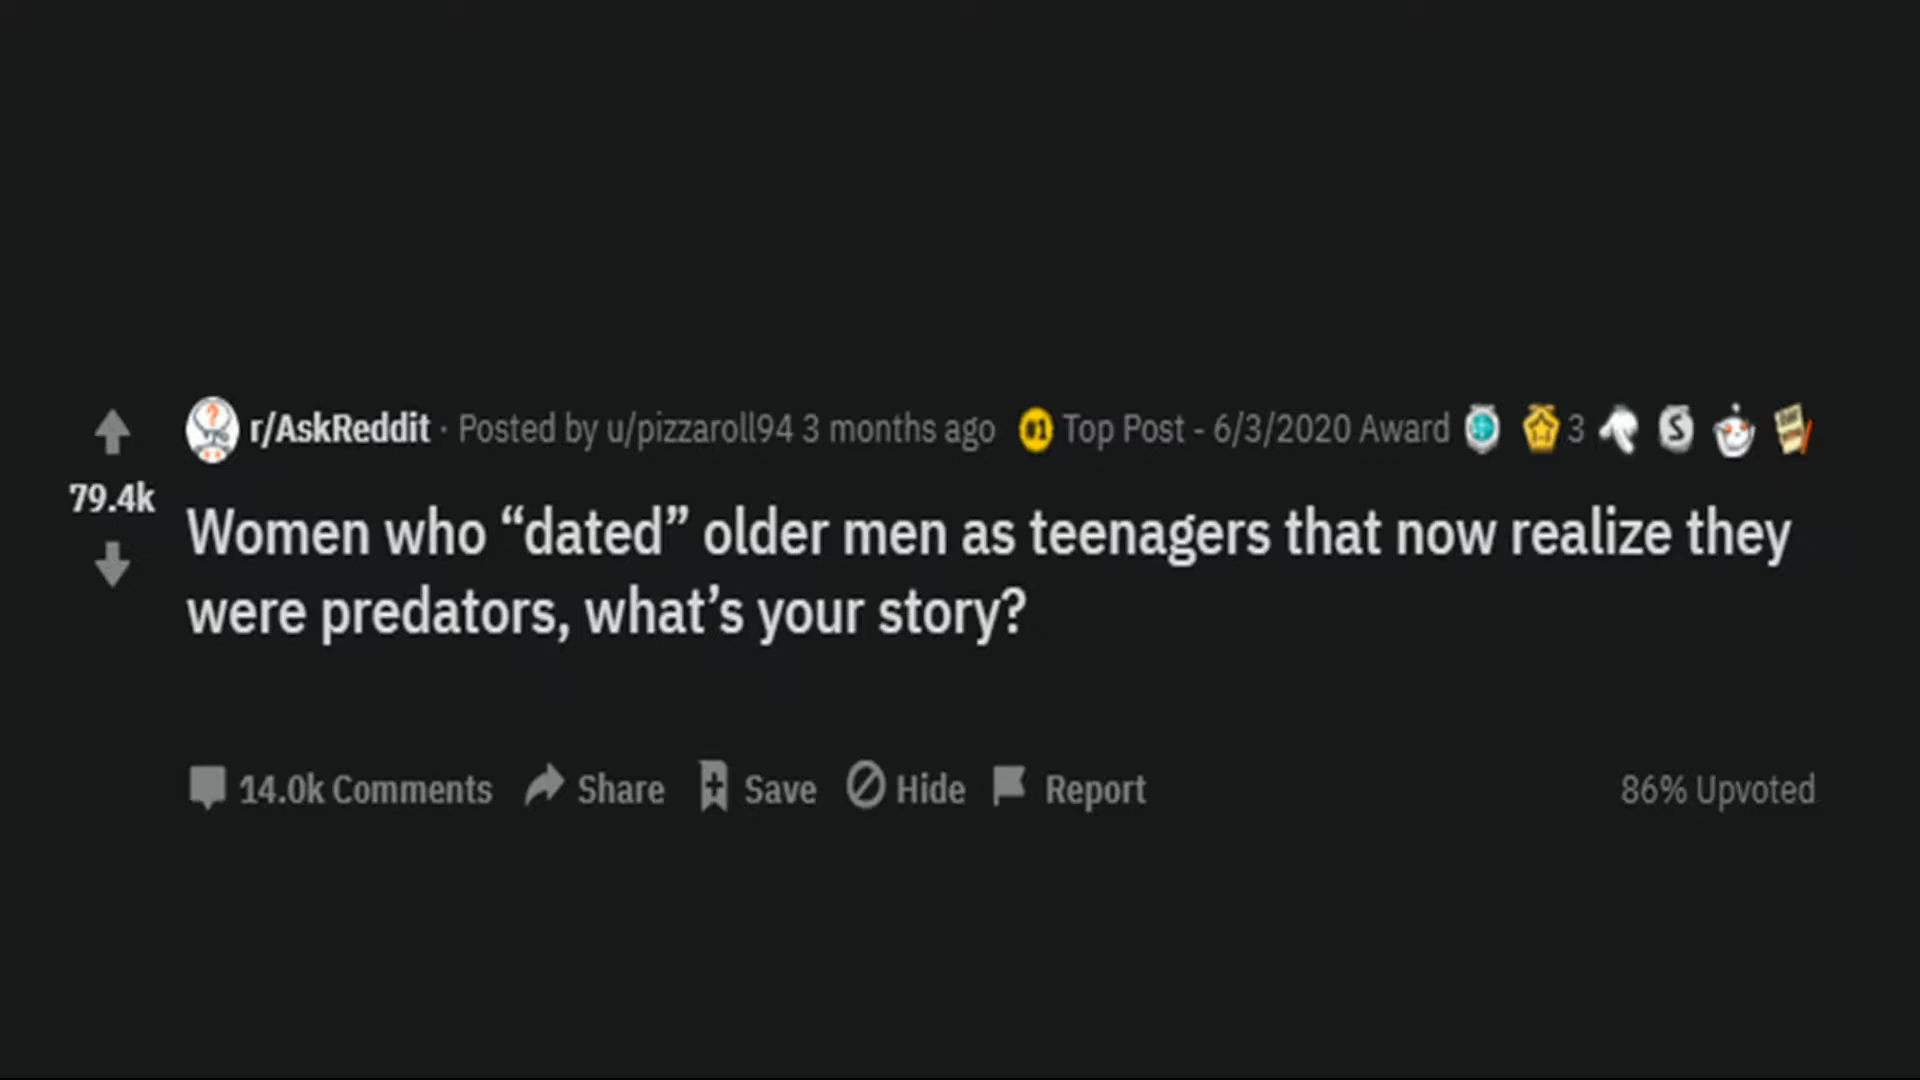 r/AskReddit · Posted by u/pizzaroll94 3 months ago #1 Top Post - 6/3/2020 Award 3 S
79.4k
Women who “dated” older men as teenagers that now realize they
were predators, what’s your story?
14.0k Comments Share Save Hide Report 86% Upvoted